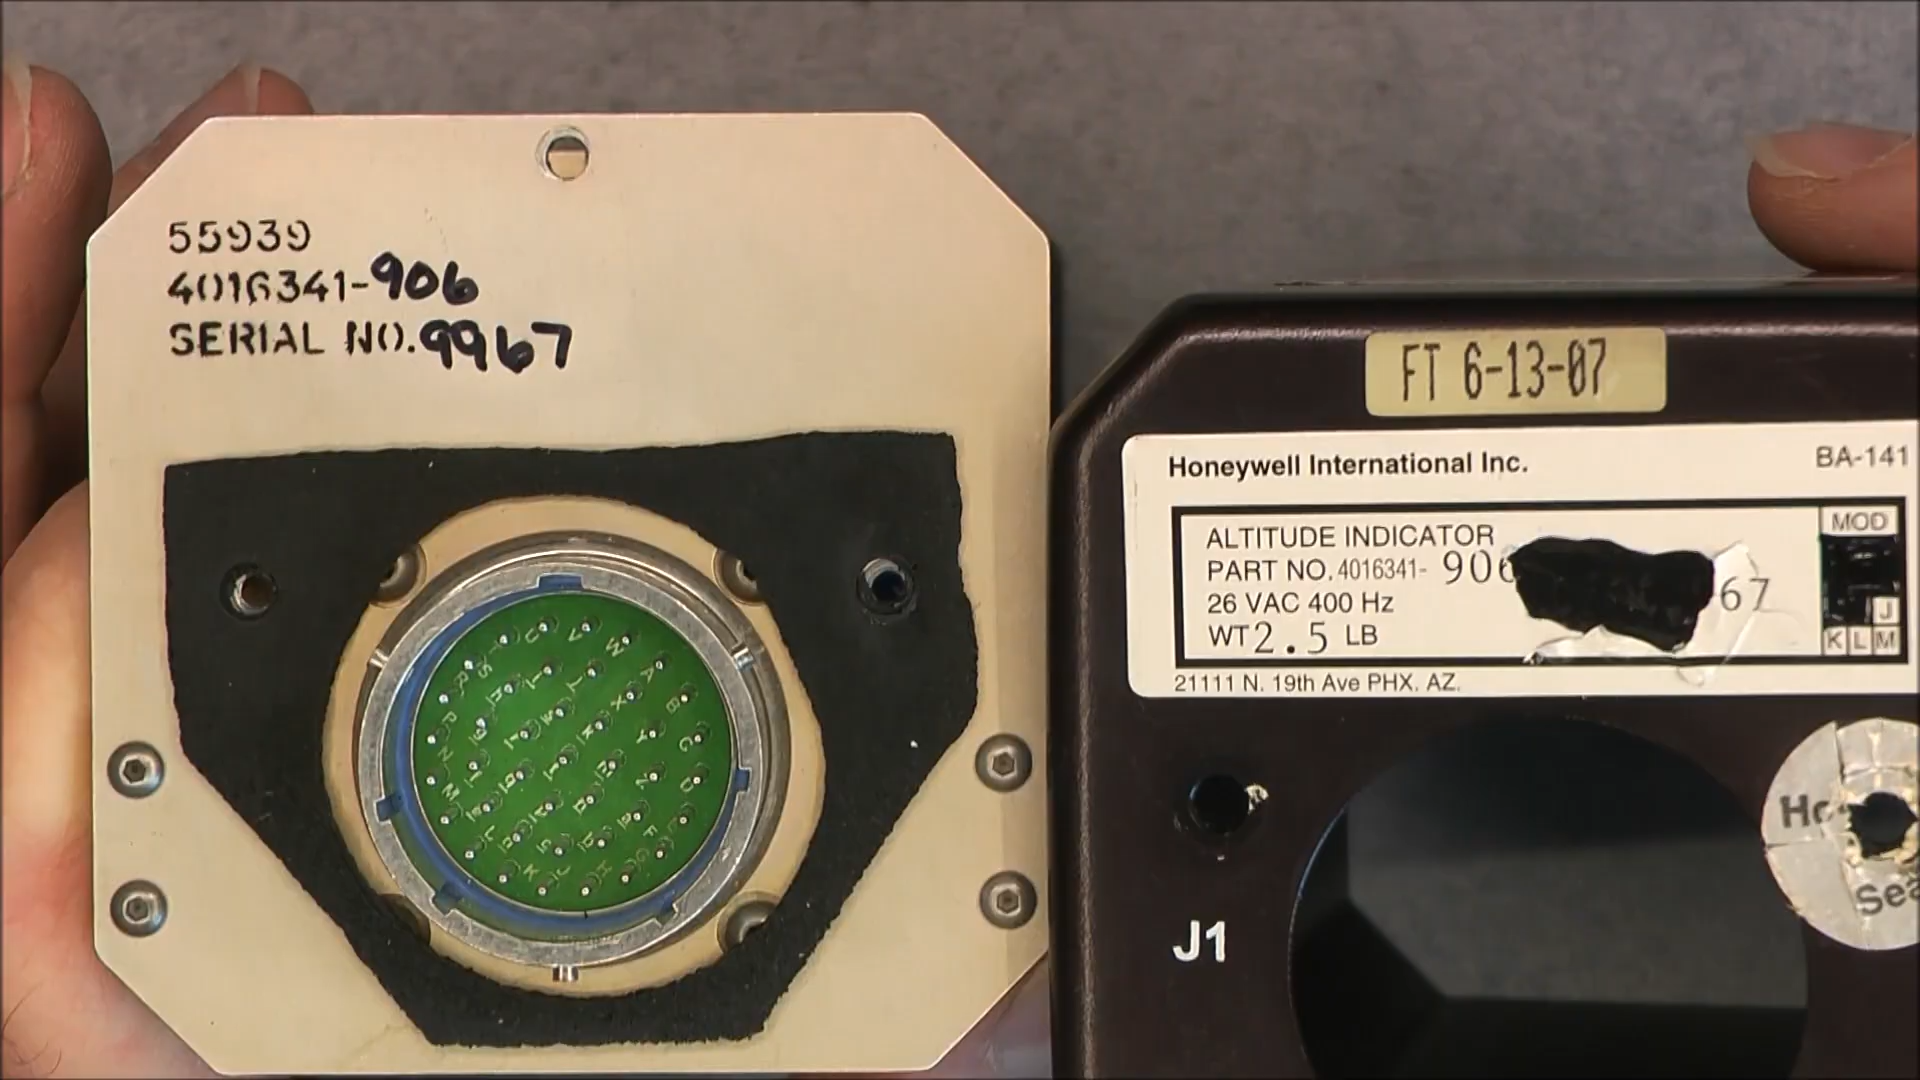 55939
4016341-906
SERIAL NO. 9967
FT 6-13-07
Honeywell International Inc.
BA-141
ALTITUDE INDICATOR
PART NO. 4016341- 906
26 VAC 400 Hz
WT 2.5 LB
67
MOD
J
K L M
21111 N. 19th Ave PHX. AZ.
J1